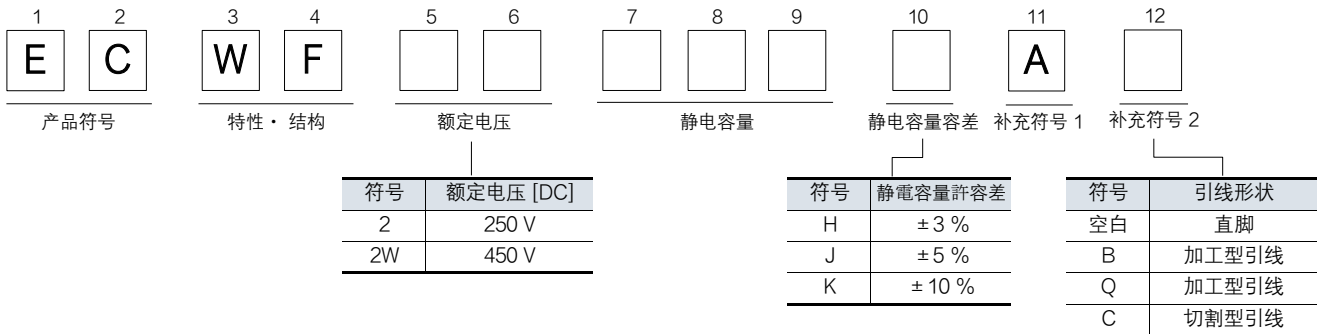 1 2 3 4 5 6 7 8 9 10 11 12
E C W F A
产品符号 特性・结构 额定电压 静电容量 静电容量容差 补充符号 1 补充符号 2
符号 额定电压 [DC]
2 250 V
2W 450 V
符号 静電容量許容差
H ±3 %
J ±5 %
K ±10 %
符号 引线形状
空白 直脚
B 加工型引线
Q 加工型引线
C 切割型引线